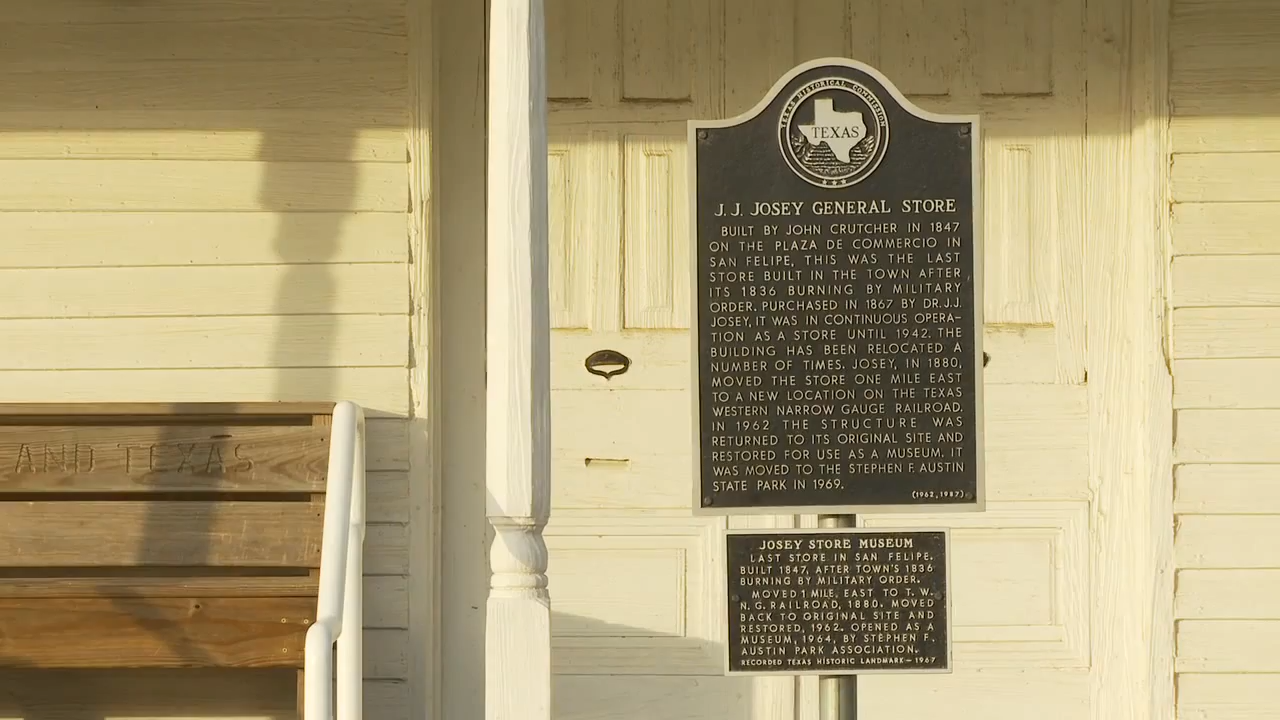 TEXAS HISTORICAL COMMISSION
TEXAS
J. J. JOSEY GENERAL STORE
BUILT BY JOHN CRUTCHER IN 1847
ON THE PLAZA DE COMMERCIO IN
SAN FELIPE, THIS WAS THE LAST
STORE BUILT IN THE TOWN AFTER
ITS 1836 BURNING BY MILITARY
ORDER. PURCHASED IN 1867 BY DR. J.J.
JOSEY, IT WAS IN CONTINUOUS OPERA-
TION AS A STORE UNTIL 1942. THE
BUILDING HAS BEEN RELOCATED A
NUMBER OF TIMES. JOSEY, IN 1880,
MOVED THE STORE ONE MILE EAST
TO A NEW LOCATION ON THE TEXAS
WESTERN NARROW GAUGE RAILROAD.
IN 1962 THE STRUCTURE WAS
RETURNED TO ITS ORIGINAL SITE AND
RESTORED FOR USE AS A MUSEUM. IT
WAS MOVED TO THE STEPHEN F. AUSTIN
STATE PARK IN 1969.
(1962, 1987)
AND TEXAS
JOSEY STORE MUSEUM
LAST STORE IN SAN FELIPE.
BUILT 1847, AFTER TOWN'S 1836
BURNING BY MILITARY ORDER.
MOVED 1 MILE EAST TO T. W.
N. G. RAILROAD, 1880. MOVED
BACK TO ORIGINAL SITE AND
RESTORED, 1962. OPENED AS A
MUSEUM, 1964, BY STEPHEN F.
AUSTIN PARK ASSOCIATION.
RECORDED TEXAS HISTORIC LANDMARK—1967